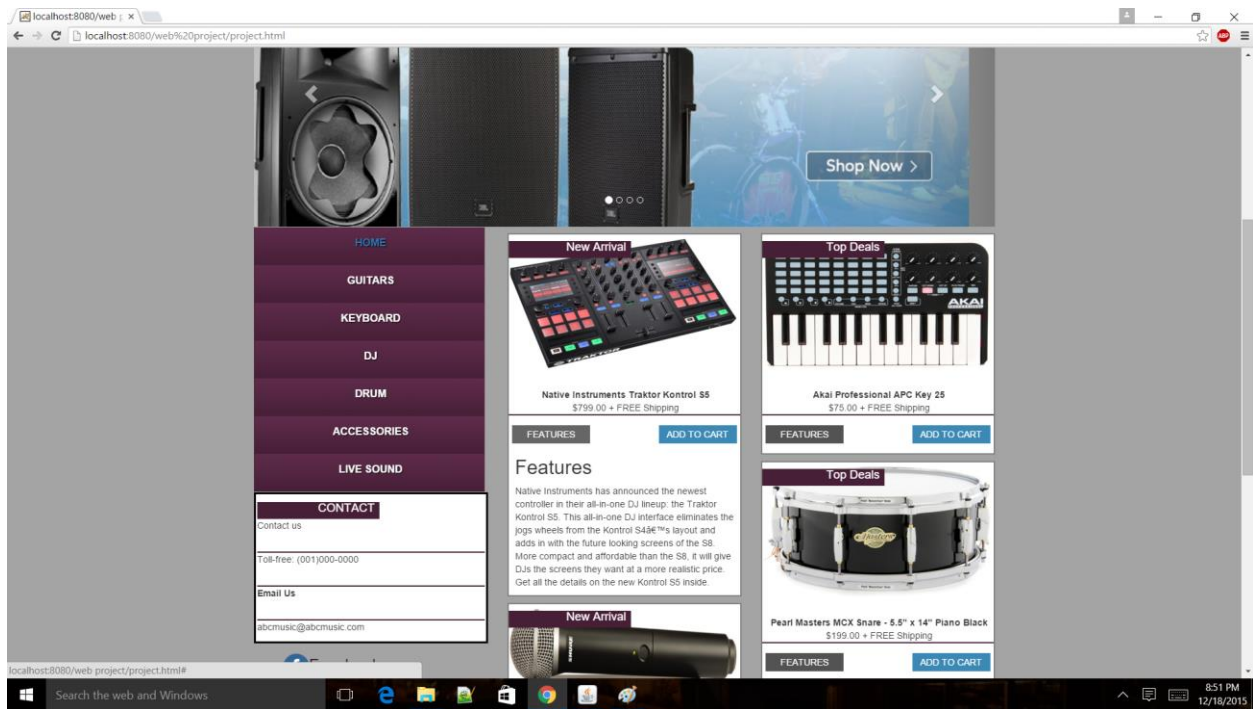 localhost:8080/web p
localhost:8080/web%20project/project.html
ABP
JBL
Shop Now >
HOME
GUITARS
KEYBOARD
DJ
DRUM
ACCESSORIES
LIVE SOUND
CONTACT
Contact us
Toll-free: (001)000-0000
Email Us
abcmusic@abcmusic.com
New Arrival
TRAKTOR
Native Instruments Traktor Kontrol S5
$799.00 + FREE Shipping
FEATURES
ADD TO CART
Features
Native Instruments has announced the newest
controller in their all-in-one DJ lineup: the Traktor
Kontrol S5. This all-in-one DJ interface eliminates the
jogs wheels from the Kontrol S4â€™s layout and
adds in with the future looking screens of the S8.
More compact and affordable than the S8, it will give
DJs the screens they want at a more realistic price.
Get all the details on the new Kontrol S5 inside.
New Arrival
SHURE
Top Deals
AKAI
Akai Professional APC Key 25
$75.00 + FREE Shipping
FEATURES
ADD TO CART
Top Deals
Masters
Pearl Masters MCX Snare - 5.5" x 14" Piano Black
$199.00 + FREE Shipping
FEATURES
ADD TO CART
localhost:8080/web project/project.html#
Search the web and Windows
8:51 PM
12/18/2015